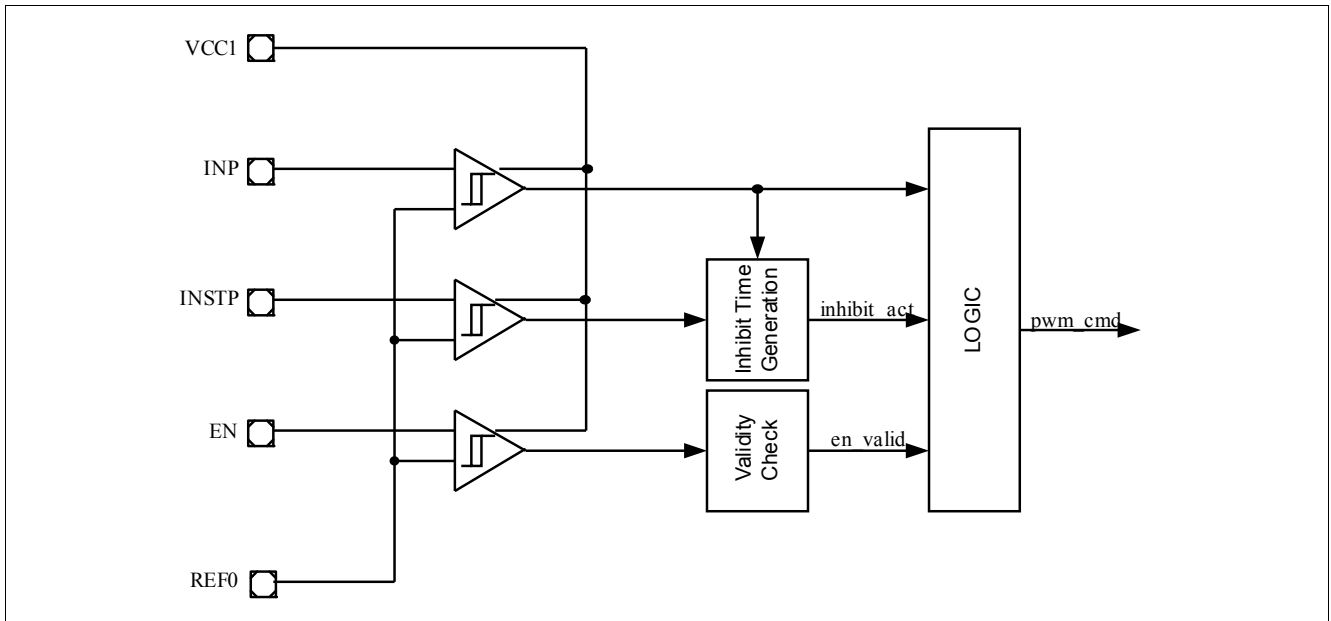 VCC1
INP
INSTP
EN
REF0
Inhibit Time
Generation
inhibit_act
Validity
Check
en_valid
LOGIC
pwm_cmd